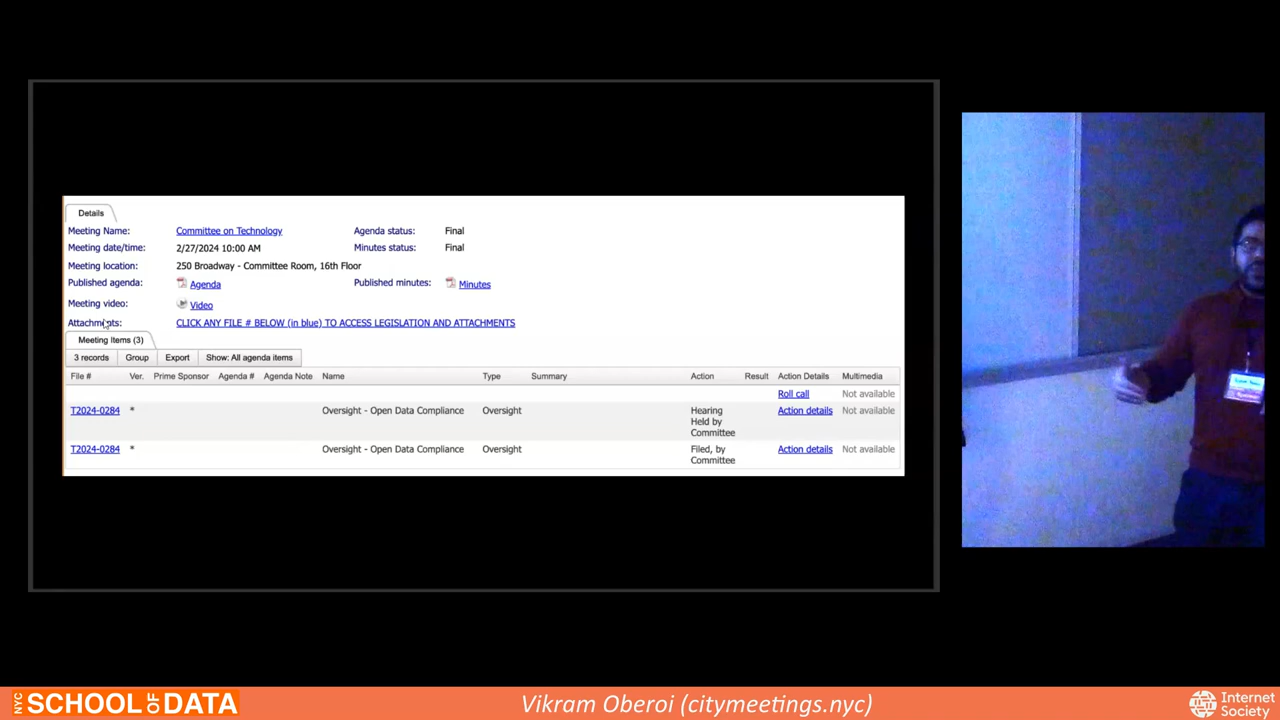 Details
Meeting Name: Committee on Technology Agenda status: Final
Meeting date/time: 2/27/2024 10:00 AM Minutes status: Final
Meeting location: 250 Broadway - Committee Room, 16th Floor
Published agenda: Agenda Published minutes: Minutes
Meeting video: Video
Attachments: CLICK ANY FILE # BELOW (in blue) TO ACCESS LEGISLATION AND ATTACHMENTS
Meeting Items (3)
3 records Group Export Show: All agenda items
File # Ver. Prime Sponsor Agenda # Agenda Note Name Type Summary Action Result Action Details Multimedia
Roll call Not available
T2024-0284 * Oversight - Open Data Compliance Oversight Hearing Held by Committee Action details Not available
T2024-0284 * Oversight - Open Data Compliance Oversight Filed, by Committee Action details Not available
NYC SCHOOL OF DATA
Vikram Oberoi (citymeetings.nyc)
Internet Society